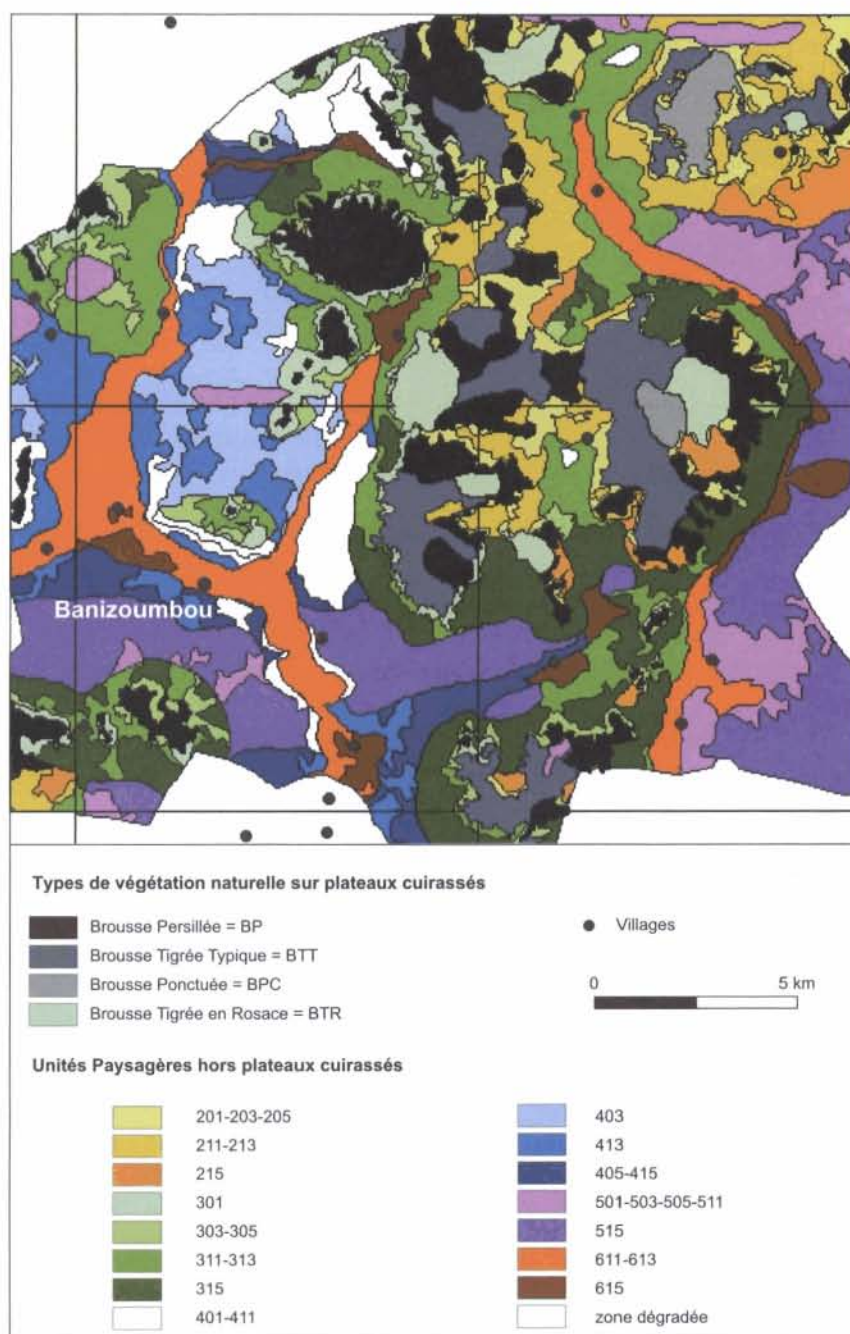 Banizoumbou
Types de végétation naturelle sur plateaux cuirassés
Brousse Persillée = BP
Brousse Tigrée Typique = BTT
Brousse Ponctuée = BPC
Brousse Tigrée en Rosace = BTR
Villages
0 5 km
Unités Paysagères hors plateaux cuirassés
201-203-205
211-213
215
301
303-305
311-313
315
401-411
403
413
405-415
501-503-505-511
515
611-613
615
zone dégradée